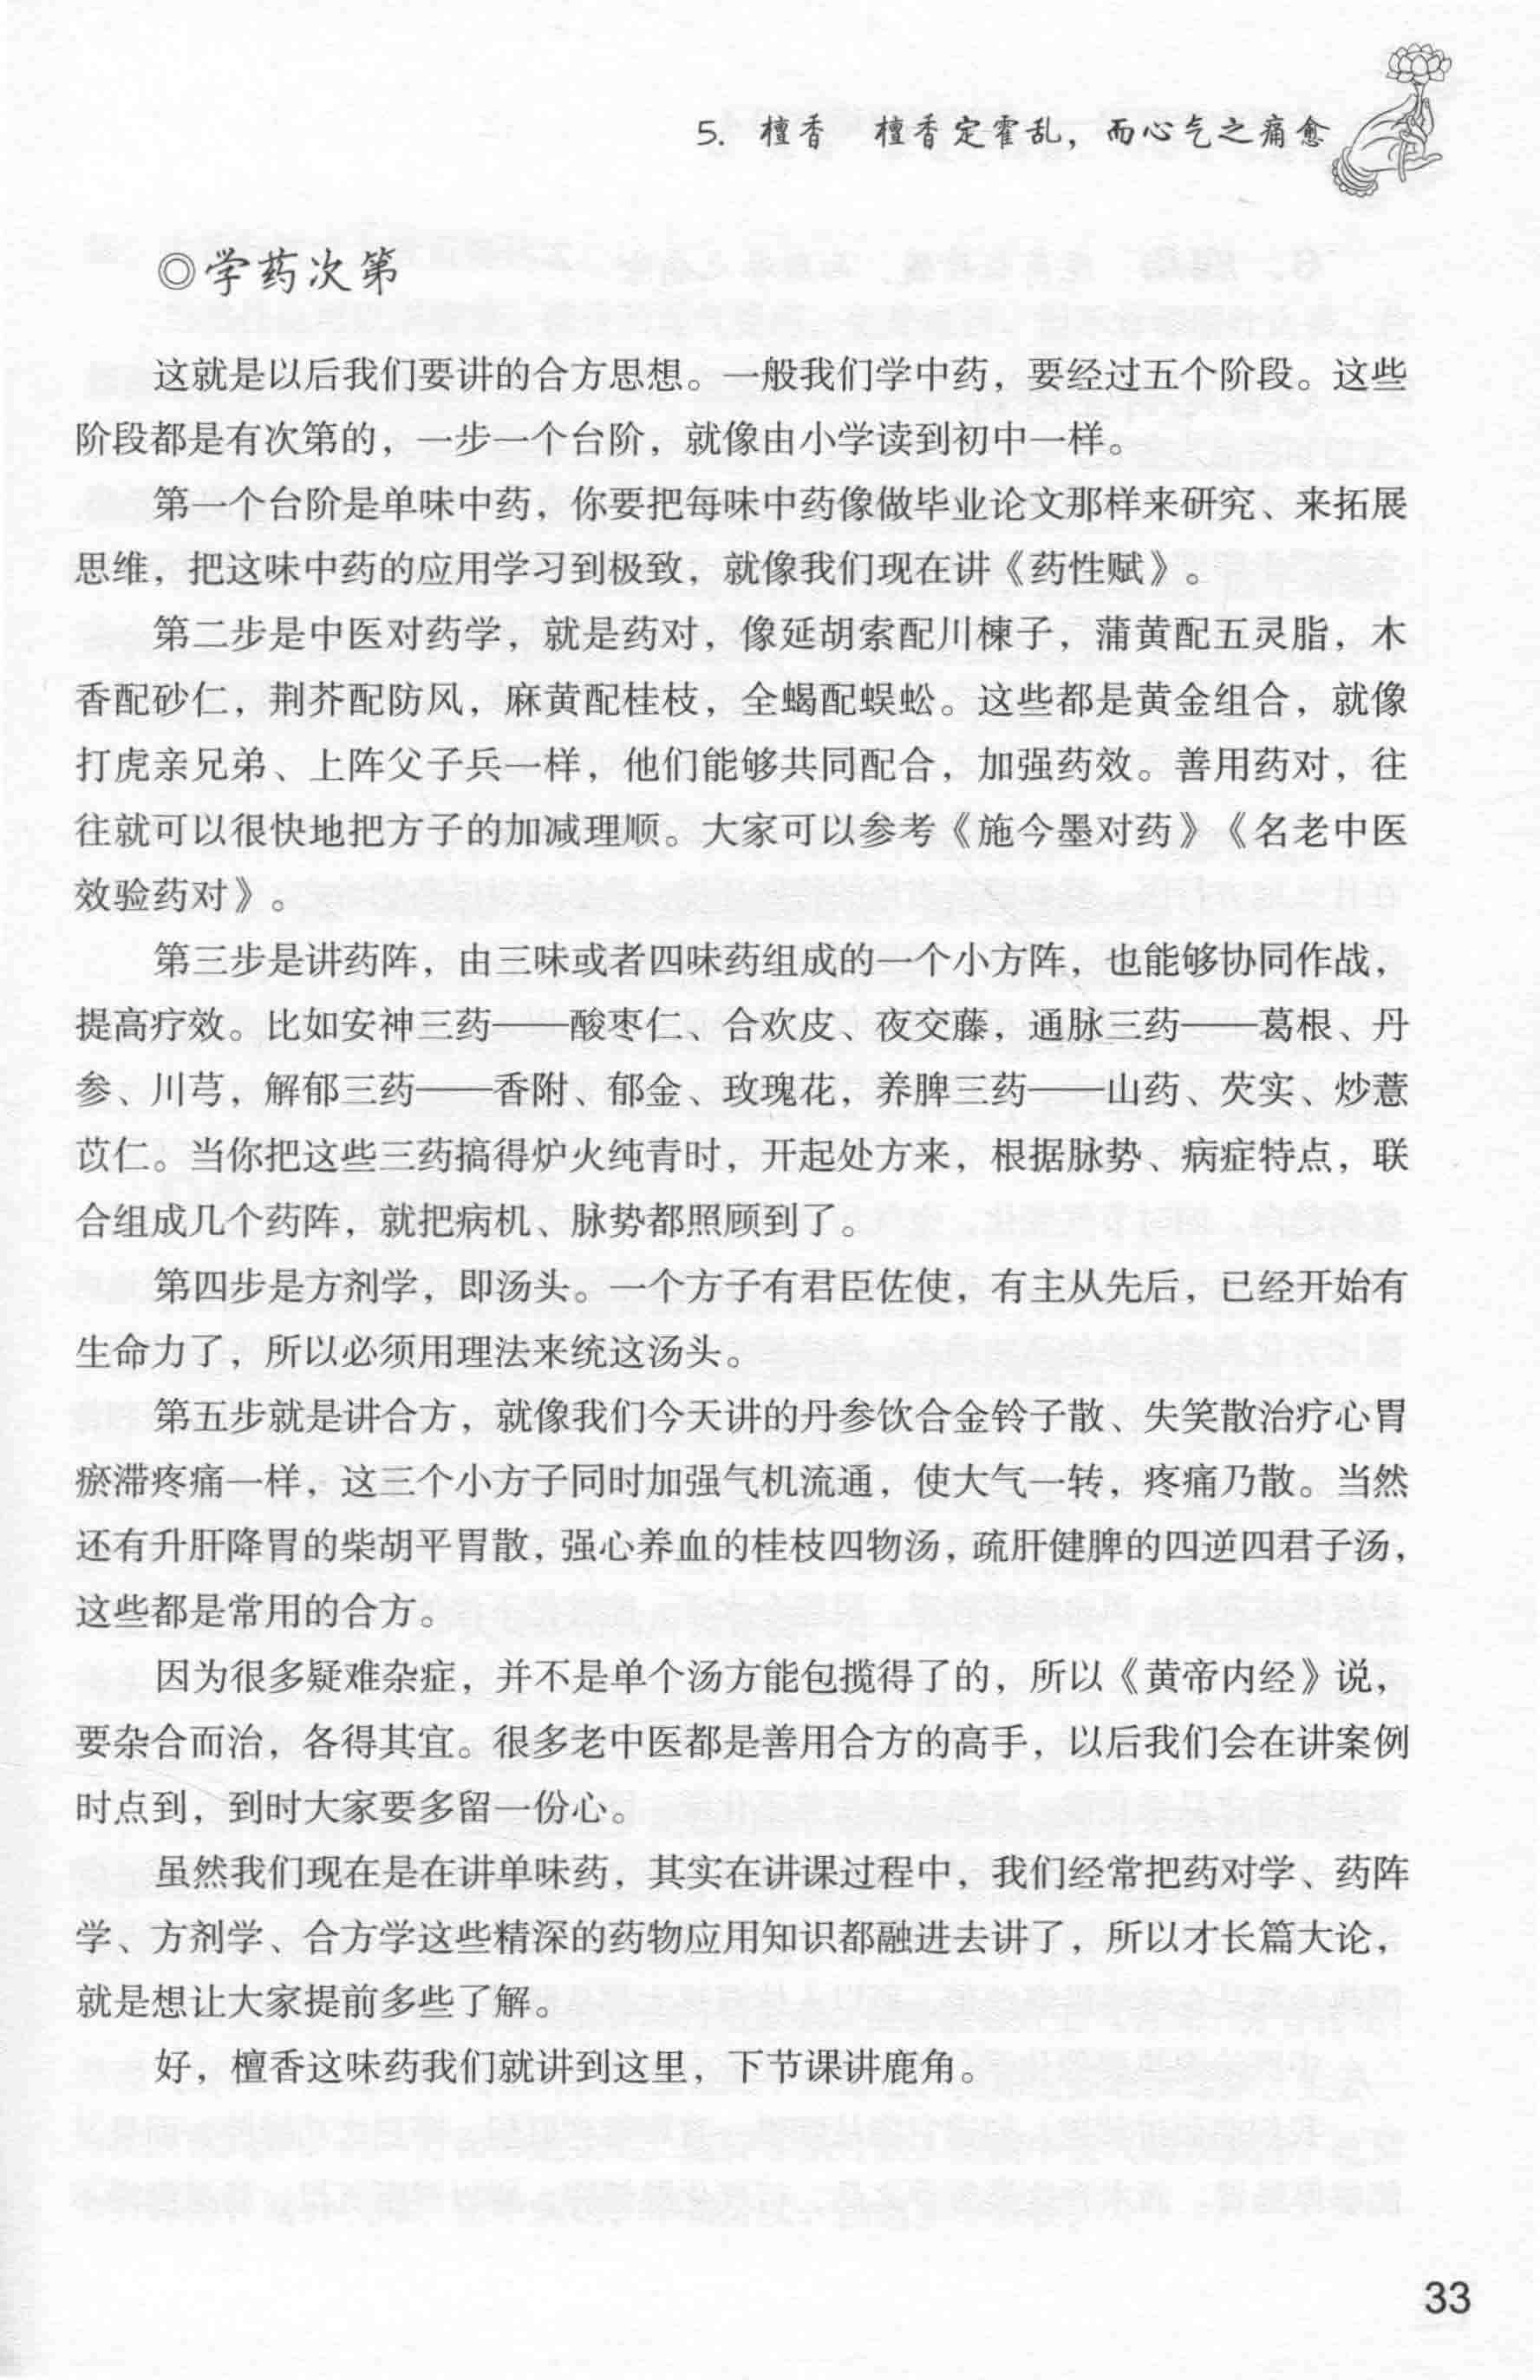 5. 檀香　檀香定霍乱，而心气之痛愈
◎学药次第
这就是以后我们要讲的合方思想。一般我们学中药，要经过五个阶段。这些
阶段都是有次第的，一步一个台阶，就像由小学读到初中一样。
第一个台阶是单味中药，你要把每味中药像做毕业论文那样来研究、来拓展
思维，把这味中药的应用学习到极致，就像我们现在讲《药性赋》。
第二步是中医对药学，就是药对，像延胡索配川楝子，蒲黄配五灵脂，木
香配砂仁，荆芥配防风，麻黄配桂枝，全蝎配蜈蚣。这些都是黄金组合，就像
打虎亲兄弟、上阵父子兵一样，他们能够共同配合，加强药效。善用药对，往
往就可以很快地把方子的加减理顺。大家可以参考《施今墨对药》《名老中医
效验药对》。
第三步是讲药阵，由三味或者四味药组成的一个小方阵，也能够协同作战，
提高疗效。比如安神三药——酸枣仁、合欢皮、夜交藤，通脉三药——葛根、丹
参、川芎，解郁三药——香附、郁金、玫瑰花，养脾三药——山药、芡实、炒薏
苡仁。当你把这些三药搞得炉火纯青时，开起处方来，根据脉势、病症特点，联
合组成几个药阵，就把病机、脉势都照顾到了。
第四步是方剂学，即汤头。一个方子有君臣佐使，有主从先后，已经开始有
生命力了，所以必须用理法来统这汤头。
第五步就是讲合方，就像我们今天讲的丹参饮合金铃子散、失笑散治疗心胃
瘀滞疼痛一样，这三个小方子同时加强气机流通，使大气一转，疼痛乃散。当然
还有升肝降胃的柴胡平胃散，强心养血的桂枝四物汤，疏肝健脾的四逆四君子汤，
这些都是常用的合方。
因为很多疑难杂症，并不是单个汤方能包揽得了的，所以《黄帝内经》说，
要杂合而治，各得其宜。很多老中医都是善用合方的高手，以后我们会在讲案例
时点到，到时大家要多留一份心。
虽然我们现在是在讲单味药，其实在讲课过程中，我们经常把药对学、药阵
学、方剂学、合方学这些精深的药物应用知识都融进去讲了，所以才长篇大论，
就是想让大家提前多些了解。
好，檀香这味药我们就讲到这里，下节课讲鹿角。
33